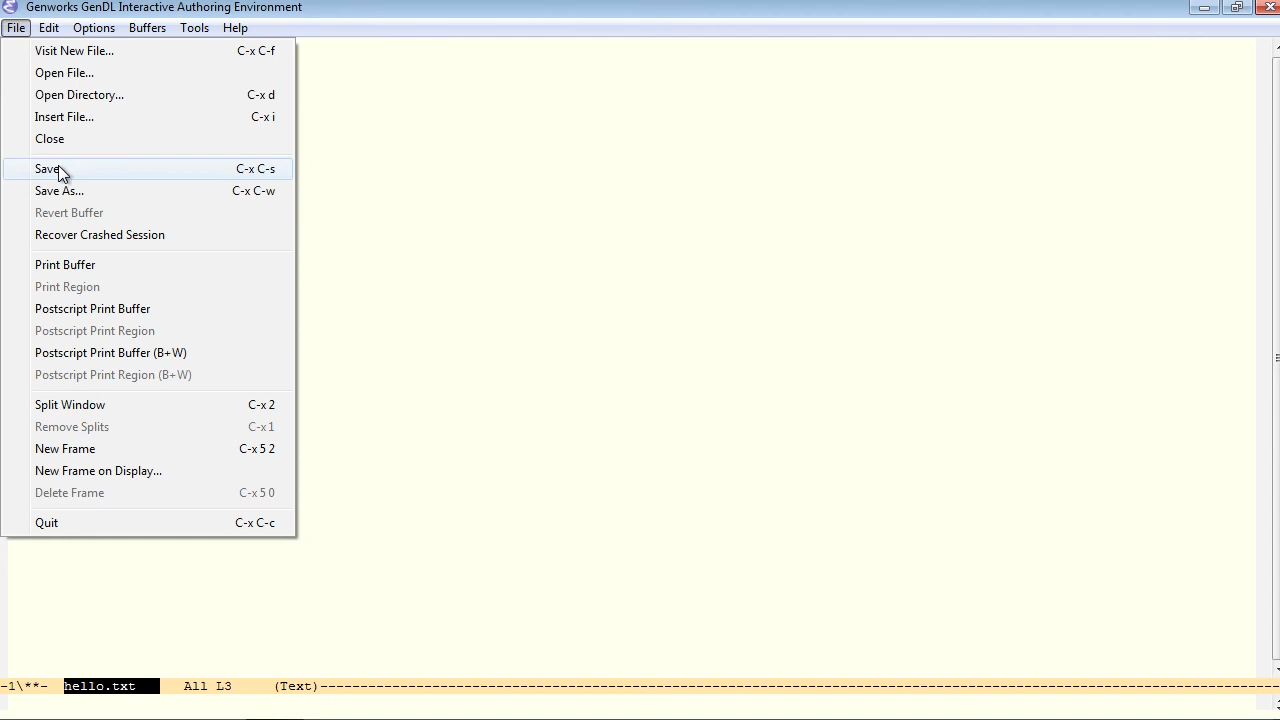 Genworks GenDL Interactive Authoring Environment
File Edit Options Buffers Tools Help
Visit New File... C-x C-f
Open File...
Open Directory... C-x d
Insert File... C-x i
Close
Save C-x C-s
Save As... C-x C-w
Revert Buffer
Recover Crashed Session
Print Buffer
Print Region
Postscript Print Buffer
Postscript Print Region
Postscript Print Buffer (B+W)
Postscript Print Region (B+W)
Split Window C-x 2
Remove Splits C-x 1
New Frame C-x 5 2
New Frame on Display...
Delete Frame C-x 5 0
Quit C-x C-c
-1\**- hello.txt All L3 (Text)------------------------------------------------------------------------